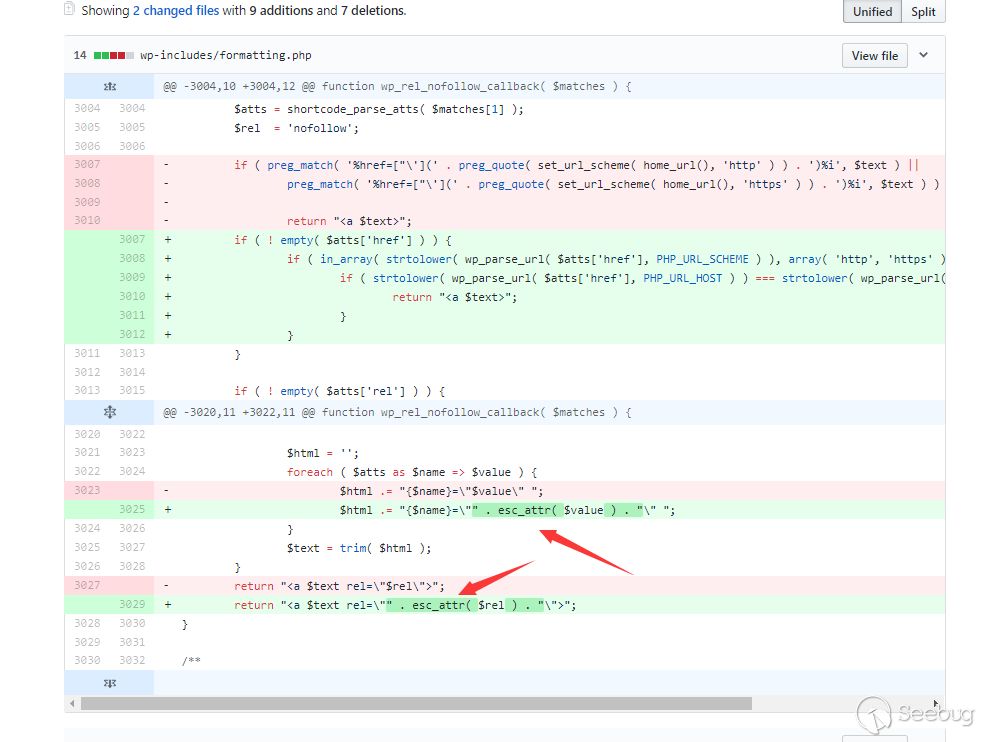 Showing 2 changed files with 9 additions and 7 deletions.
Unified Split
14 wp-includes/formatting.php View file
@@ -3004,10 +3004,12 @@ function wp_rel_nofollow_callback( $matches ) {
3004 3004 $atts = shortcode_parse_atts( $matches[1] );
3005 3005 $rel = 'nofollow';
3006 3006
3007 - if ( preg_match( '%href=["\'](' . preg_quote( set_url_scheme( home_url(), 'http' ) ) . ')%i', $text ) ||
3008 - preg_match( '%href=["\'](' . preg_quote( set_url_scheme( home_url(), 'https' ) ) . ')%i', $text ) )
3009 -
3010 - return "<a $text>";
3007 + if ( ! empty( $atts['href'] ) ) {
3008 + if ( in_array( strtolower( wp_parse_url( $atts['href'], PHP_URL_SCHEME ) ), array( 'http', 'https' )
3009 + if ( strtolower( wp_parse_url( $atts['href'], PHP_URL_HOST ) ) === strtolower( wp_parse_url(
3010 + return "<a $text>";
3011 + }
3012 + }
3011 3013 }
3012 3014
3013 3015 if ( ! empty( $atts['rel'] ) ) {
@@ -3020,11 +3022,11 @@ function wp_rel_nofollow_callback( $matches ) {
3020 3022
3021 3023 $html = '';
3022 3024 foreach ( $atts as $name => $value ) {
3023 - $html .= "{$name}=\"$value\" ";
3025 + $html .= "{$name}=\"" . esc_attr( $value ) . "\" ";
3024 3026 }
3025 3027 $text = trim( $html );
3026 3028 }
3027 - return "<a $text rel=\"$rel\">";
3029 + return "<a $text rel=\"" . esc_attr( $rel ) . "\">";
3028 3030 }
3029 3031
3030 3032 /**
Seebug